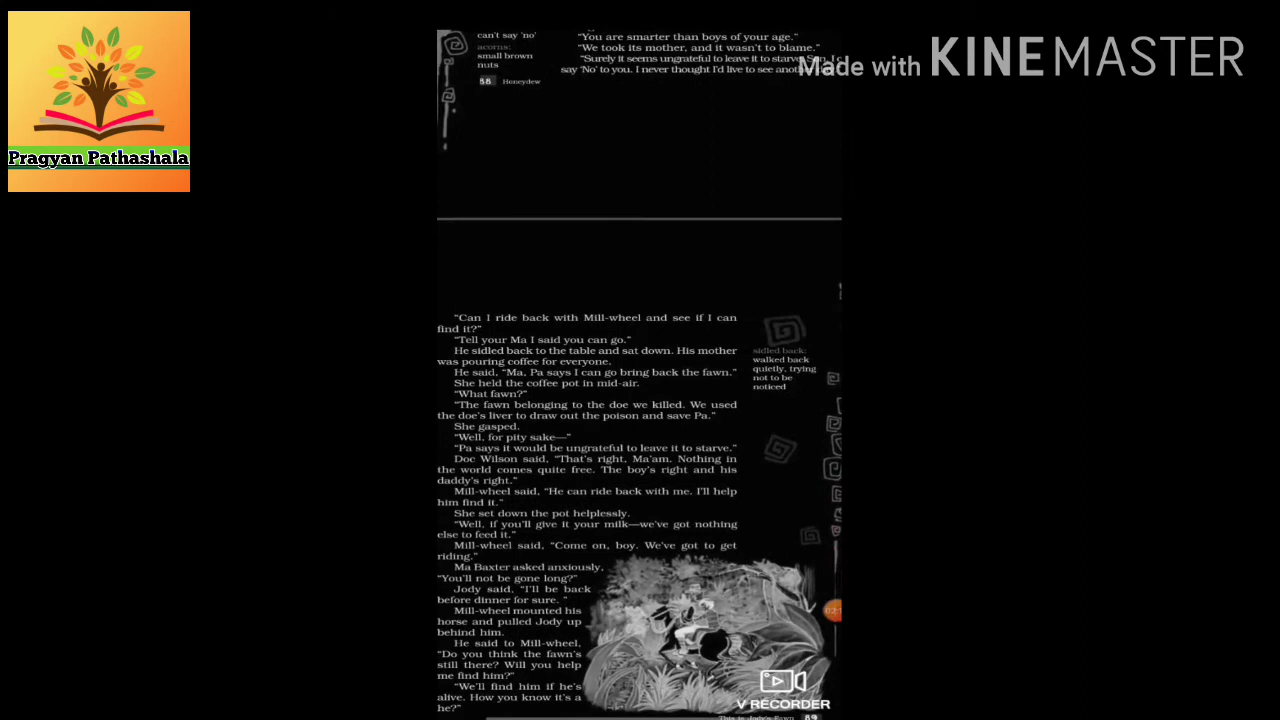 Pragyan Pathashala
Made with KINEMASTER
can't say 'no'
acorns:
small brown
nuts
88 Honeydew
"You are smarter than boys of your age."
"We took its mother, and it wasn't to blame."
"Surely it seems ungrateful to leave it to starve. Son, I
say 'No' to you. I never thought I'd live to see another
"Can I ride back with Mill-wheel and see if I can
find it?"
"Tell your Ma I said you can go."
He sidled back to the table and sat down. His mother
was pouring coffee for everyone.
He said, "Ma, Pa says I can go bring back the fawn."
She held the coffee pot in mid-air.
"What fawn?"
"The fawn belonging to the doe we killed. We used
the doe's liver to draw out the poison and save Pa."
She gasped.
"Well, for pity sake—"
"Pa says it would be ungrateful to leave it to starve."
Doc Wilson said, "That's right, Ma'am. Nothing in
the world comes quite free. The boy's right and his
daddy's right."
Mill-wheel said, "He can ride back with me. I'll help
him find it."
She set down the pot helplessly.
"Well, if you'll give it your milk—we've got nothing
else to feed it."
Mill-wheel said, "Come on, boy. We've got to get
riding."
Ma Baxter asked anxiously,
"You'll not be gone long?"
Jody said, "I'll be back
before dinner for sure. "
Mill-wheel mounted his
horse and pulled Jody up
behind him.
He said to Mill-wheel,
"Do you think the fawn's
still there? Will you help
me find him?"
"We'll find him if he's
alive. How you know it's a
he?"
sidled back:
walked back
quietly, trying
not to be
noticed
V RECORDER
This is Jody's Fawn 89